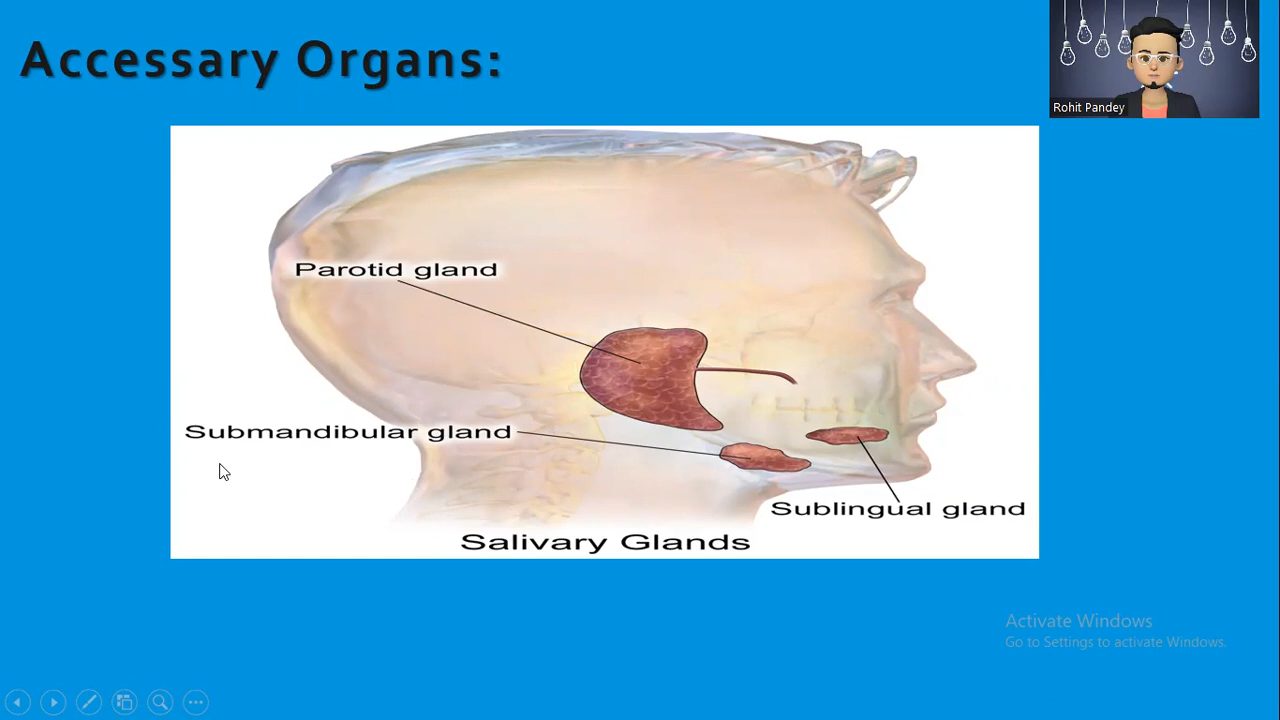 Accessary Organs:
Rohit Pandey
Parotid gland
Submandibular gland
Sublingual gland
Salivary Glands
Activate Windows
Go to Settings to activate Windows.